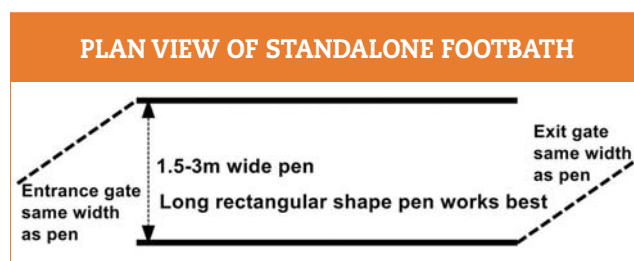 PLAN VIEW OF STANDALONE FOOTBATH
1.5-3m wide pen
Long rectangular shape pen works best
Entrance gate
same width
as pen
Exit gate
same width
as pen